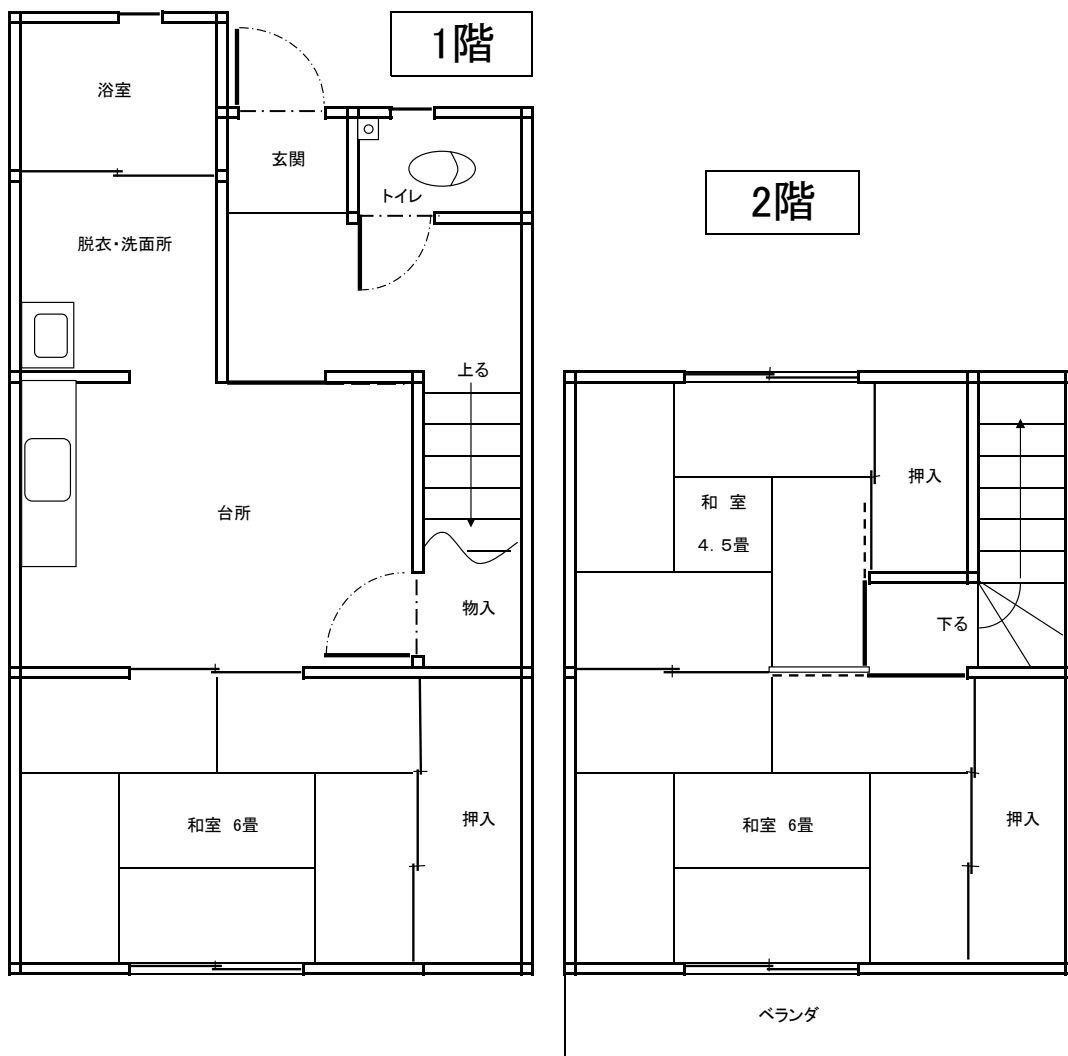 1階
浴室
玄関
トイレ
脱衣・洗面所
上る
台所
物入
和室 6畳
押入
2階
押入
和 室
4.5畳
下る
和室 6畳
押入
ベランダ